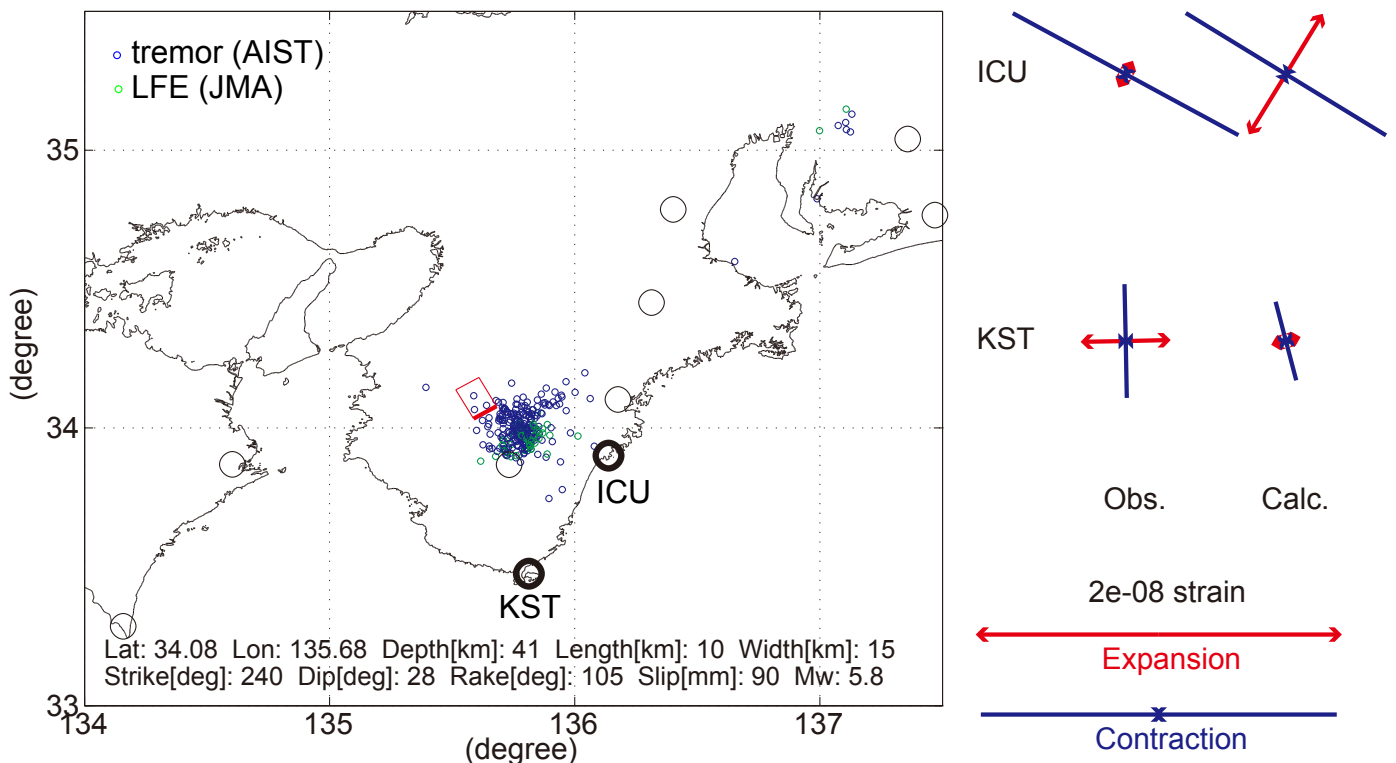 tremor (AIST)
LFE (JMA)
35
34
33
(degree)
ICU
KST
Lat: 34.08 Lon: 135.68 Depth[km]: 41 Length[km]: 10 Width[km]: 15
Strike[deg]: 240 Dip[deg]: 28 Rake[deg]: 105 Slip[mm]: 90 Mw: 5.8
134
135
136
137
(degree)
ICU
KST
Obs.
Calc.
2e-08 strain
Expansion
Contraction